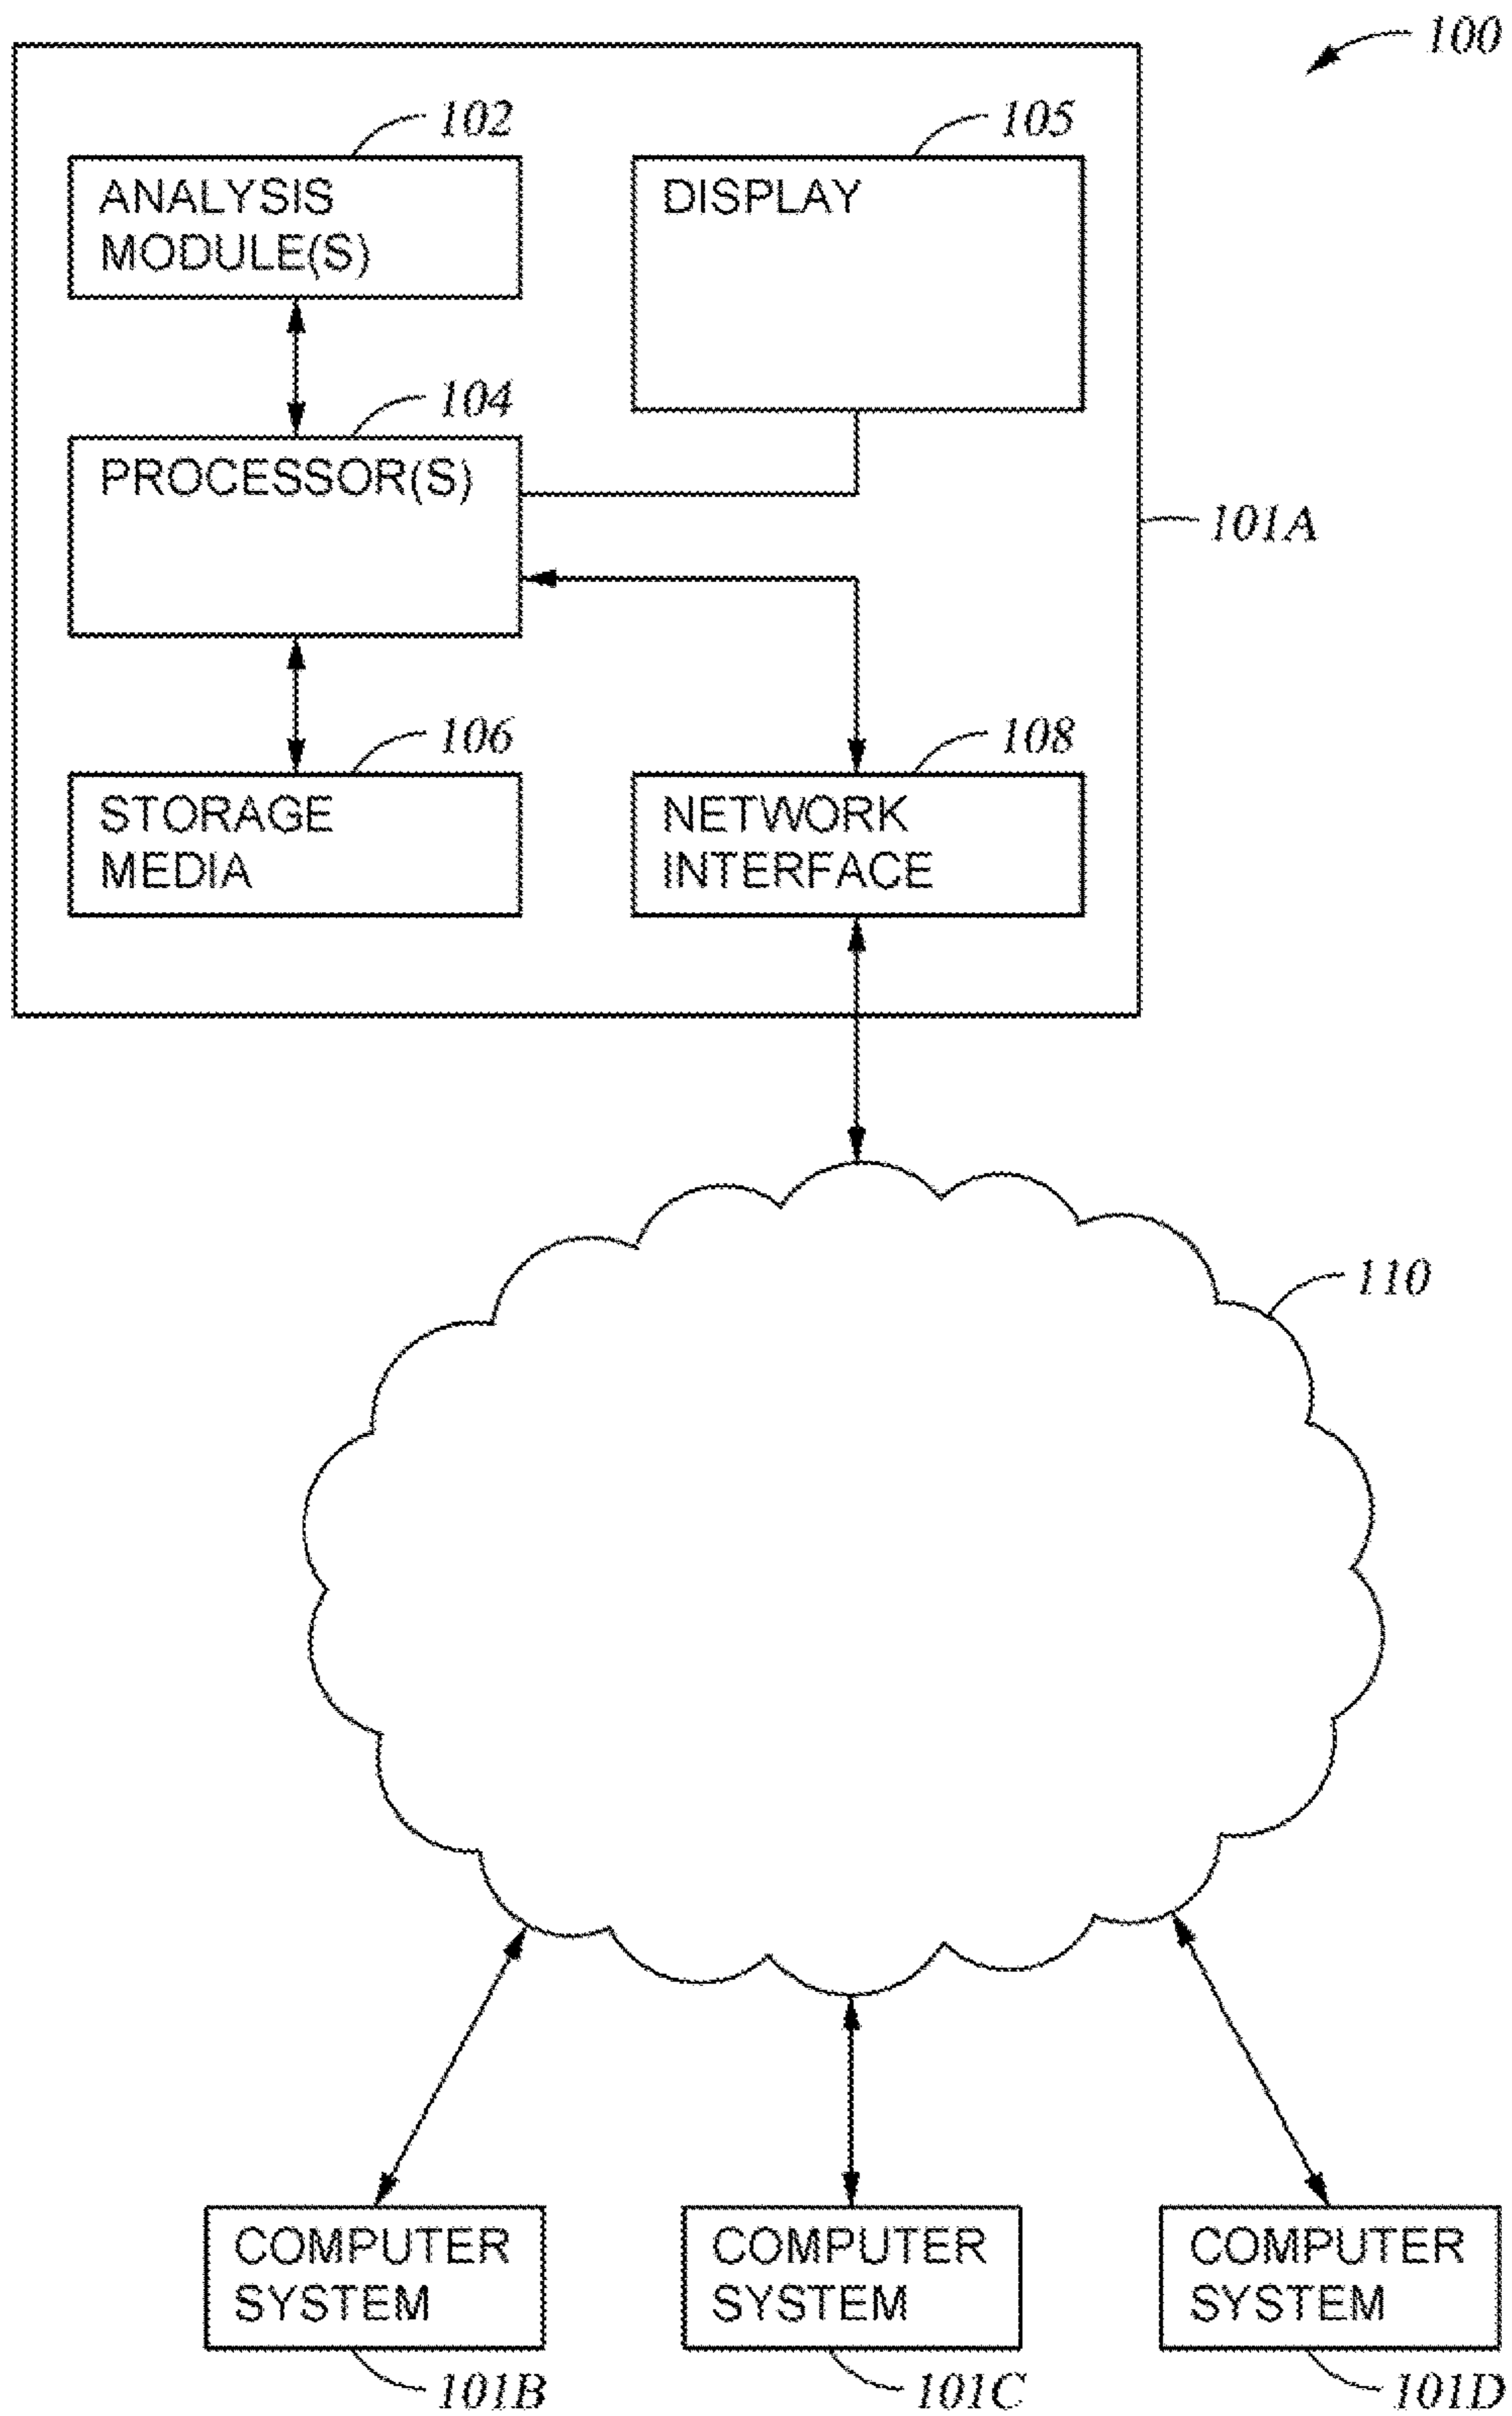 100
102
105
ANALYSIS
MODULE(S)
DISPLAY
104
PROCESSOR(S)
101A
106
108
STORAGE
MEDIA
NETWORK
INTERFACE
110
COMPUTER
SYSTEM
COMPUTER
SYSTEM
COMPUTER
SYSTEM
101B
101C
101D